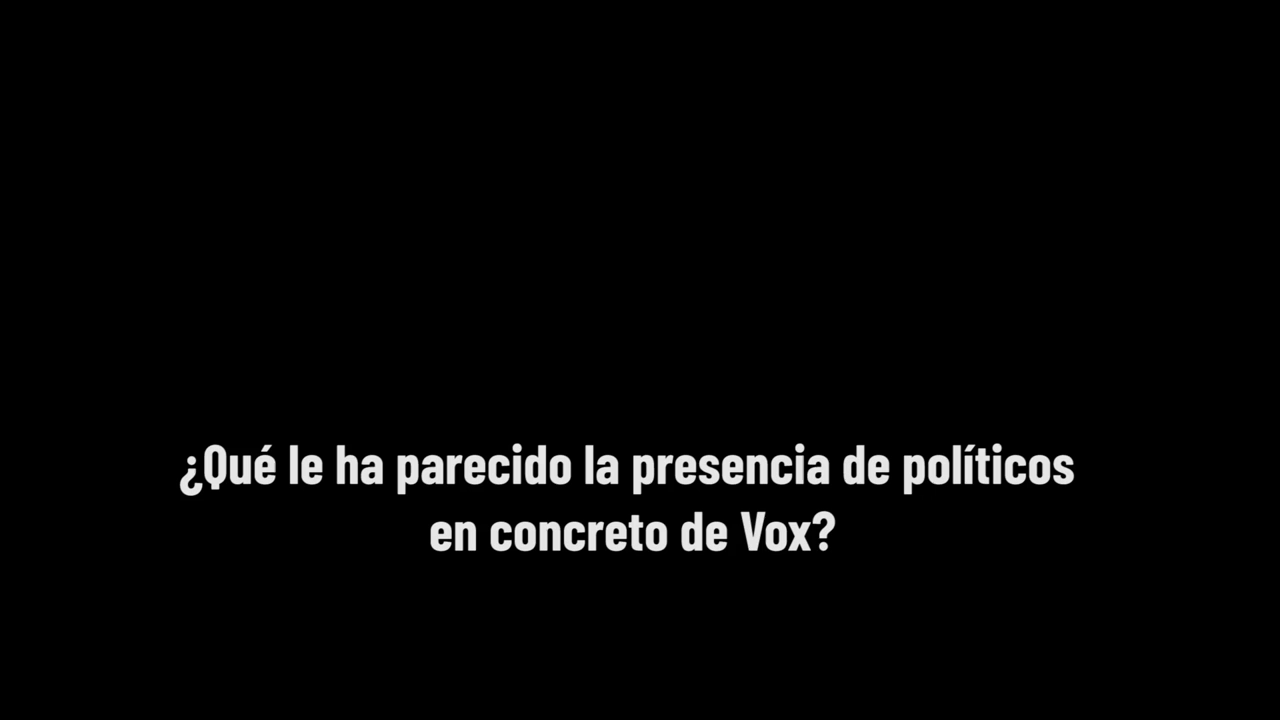 ¿Qué le ha parecido la presencia de políticos
en concreto de Vox?